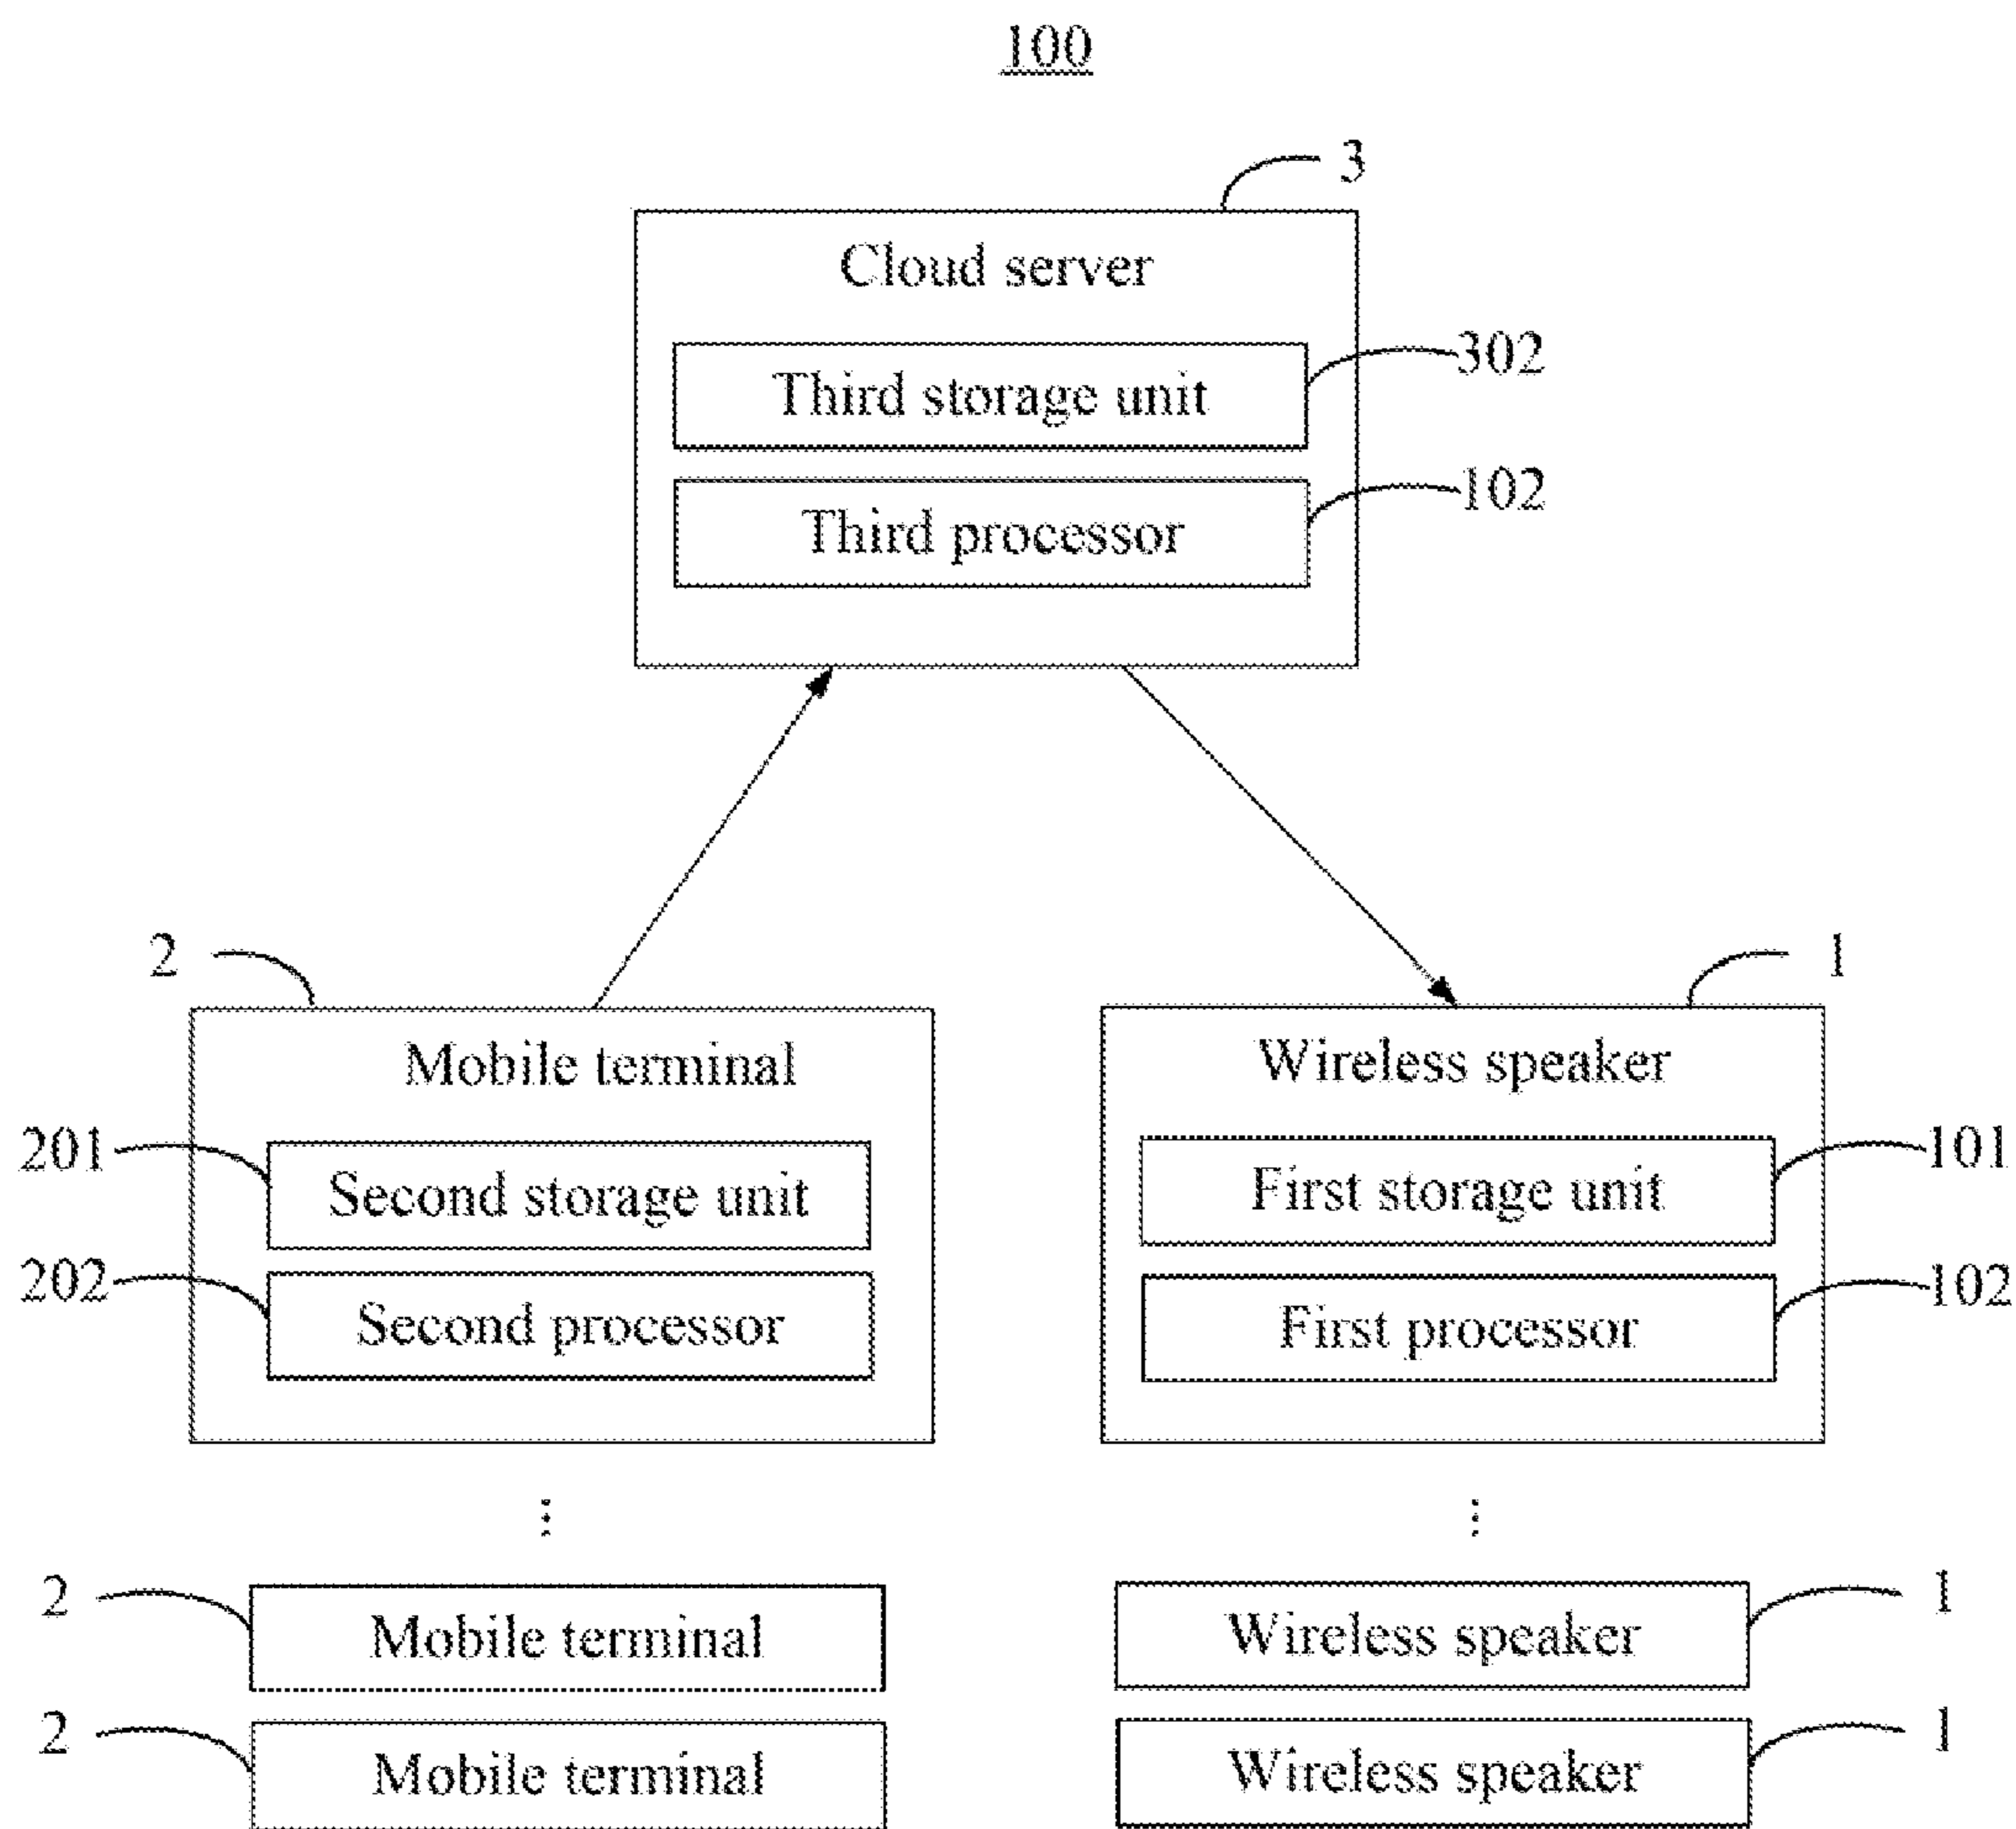 100
3
Cloud server
302
Third storage unit
102
Third processor
2
1
Mobile terminal
Wireless speaker
201
Second storage unit
First storage unit
101
202
Second processor
First processor
102
2
Mobile terminal
Wireless speaker
1
2
Mobile terminal
Wireless speaker
1